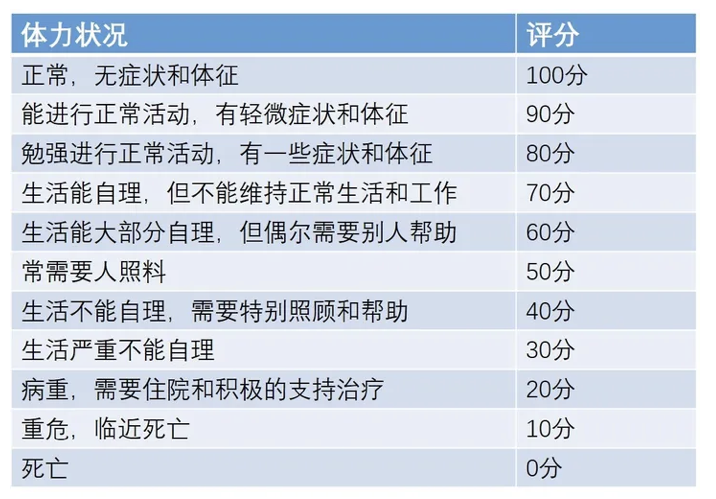 体力状况 评分
正常，无症状和体征 100分
能进行正常活动，有轻微症状和体征 90分
勉强进行正常活动，有一些症状和体征 80分
生活能自理，但不能维持正常生活和工作 70分
生活能大部分自理，但偶尔需要别人帮助 60分
常需要人照料 50分
生活不能自理，需要特别照顾和帮助 40分
生活严重不能自理 30分
病重，需要住院和积极的支持治疗 20分
重危，临近死亡 10分
死亡 0分